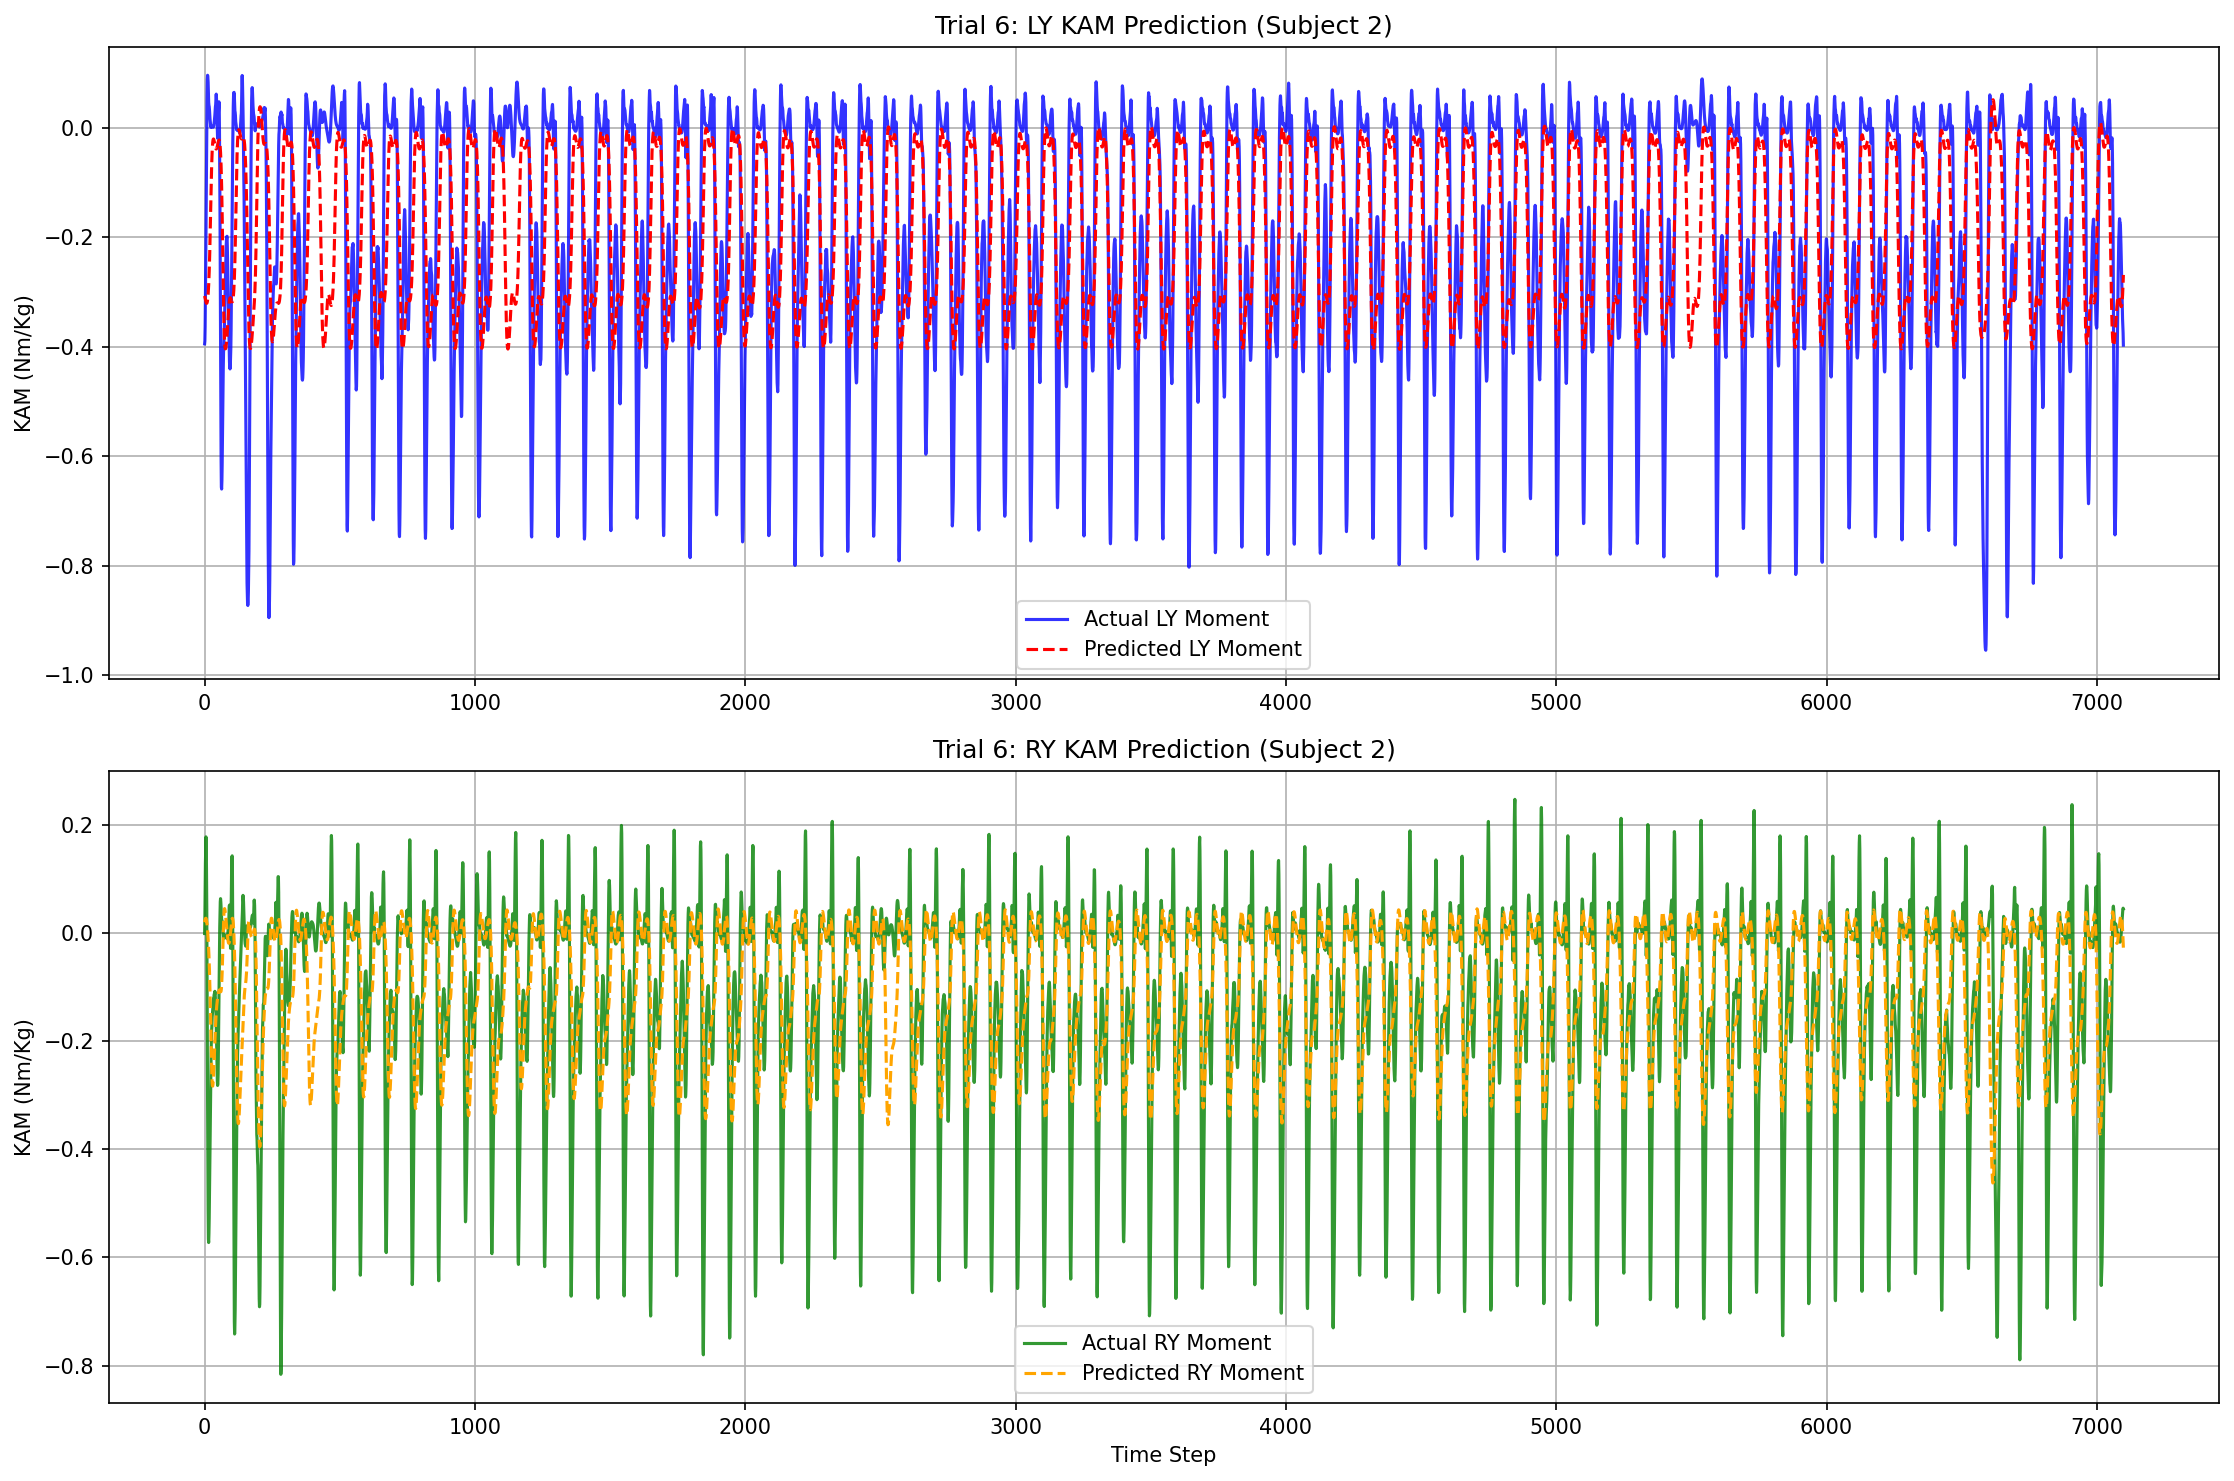 Trial 6: LY KAM Prediction (Subject 2)
KAM (Nm/Kg)
0.0
−0.2
−0.4
−0.6
−0.8
−1.0
Actual LY Moment
Predicted LY Moment
0 1000 2000 3000 4000 5000 6000 7000
Trial 6: RY KAM Prediction (Subject 2)
KAM (Nm/Kg)
0.2
0.0
−0.2
−0.4
−0.6
−0.8
Actual RY Moment
Predicted RY Moment
0 1000 2000 3000 4000 5000 6000 7000
Time Step